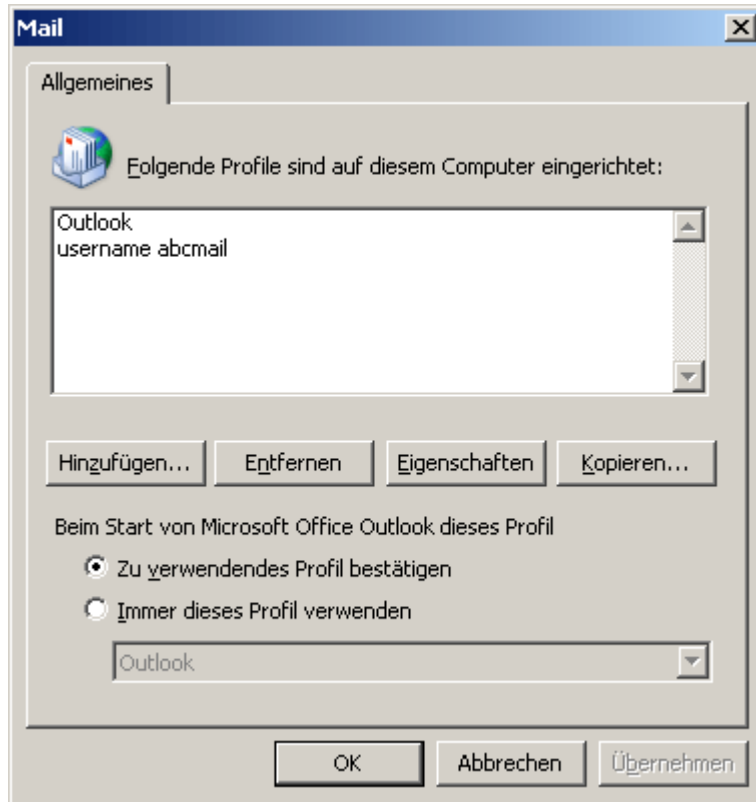 Mail
Allgemeines
Folgende Profile sind auf diesem Computer eingerichtet:
Outlook
username abcmail
Hinzufügen... Entfernen Eigenschaften Kopieren...
Beim Start von Microsoft Office Outlook dieses Profil
Zu verwendendes Profil bestätigen
Immer dieses Profil verwenden
Outlook
OK Abbrechen Übernehmen